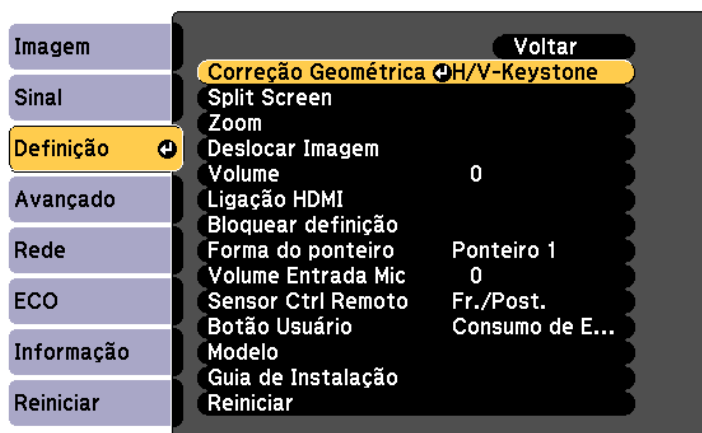 Imagem
Sinal
Definição
Avançado
Rede
ECO
Informação
Reiniciar
Voltar
Correção Geométrica H/V-Keystone
Split Screen
Zoom
Deslocar Imagem
Volume 0
Ligação HDMI
Bloquear definição
Forma do ponteiro Ponteiro 1
Volume Entrada Mic 0
Sensor Ctrl Remoto Fr./Post.
Botão Usuário Consumo de E...
Modelo
Guia de Instalação
Reiniciar